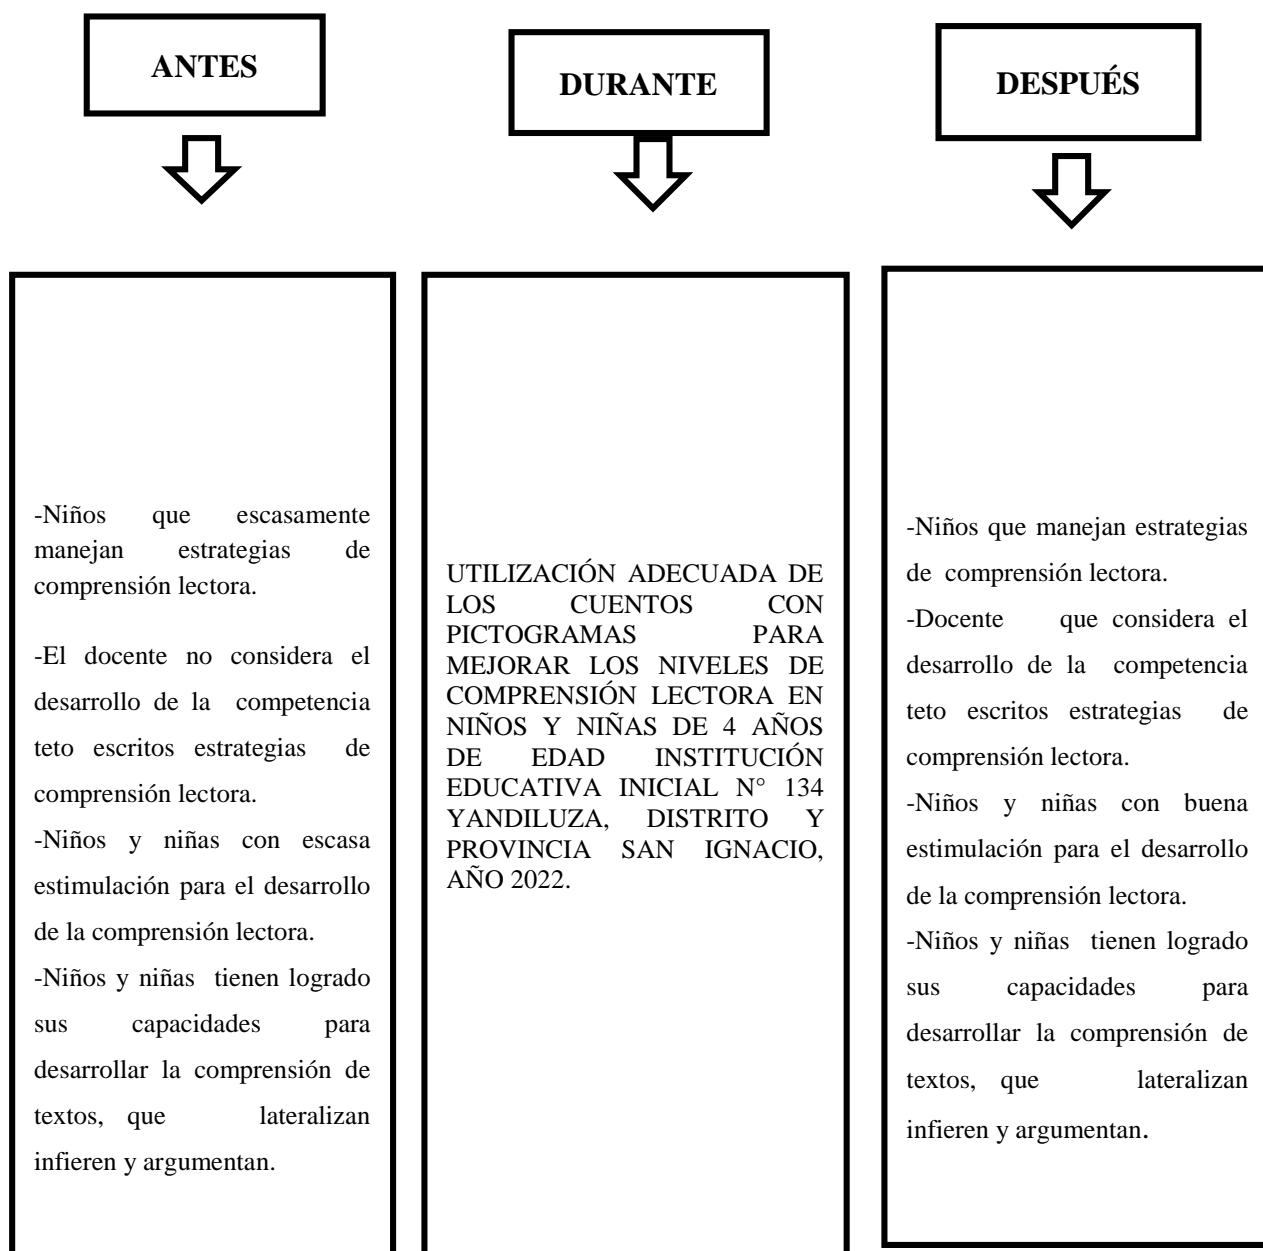 ANTES
DURANTE
DESPUÉS
-Niños que escasamente
manejan estrategias de
comprensión lectora.
-El docente no considera el
desarrollo de la competencia
teto escritos estrategias de
comprensión lectora.
-Niños y niñas con escasa
estimulación para el desarrollo
de la comprensión lectora.
-Niños y niñas tienen logrado
sus capacidades para
desarrollar la comprensión de
textos, que lateralizan
infieren y argumentan.
UTILIZACIÓN ADECUADA DE
LOS CUENTOS CON
PICTOGRAMAS PARA
MEJORAR LOS NIVELES DE
COMPRENSIÓN LECTORA EN
NIÑOS Y NIÑAS DE 4 AÑOS
DE EDAD INSTITUCIÓN
EDUCATIVA INICIAL N° 134
YANDILUZA, DISTRITO Y
PROVINCIA SAN IGNACIO,
AÑO 2022.
-Niños que manejan estrategias
de comprensión lectora.
-Docente que considera el
desarrollo de la competencia
teto escritos estrategias de
comprensión lectora.
-Niños y niñas con buena
estimulación para el desarrollo
de la comprensión lectora.
-Niños y niñas tienen logrado
sus capacidades para
desarrollar la comprensión de
textos, que lateralizan
infieren y argumentan.